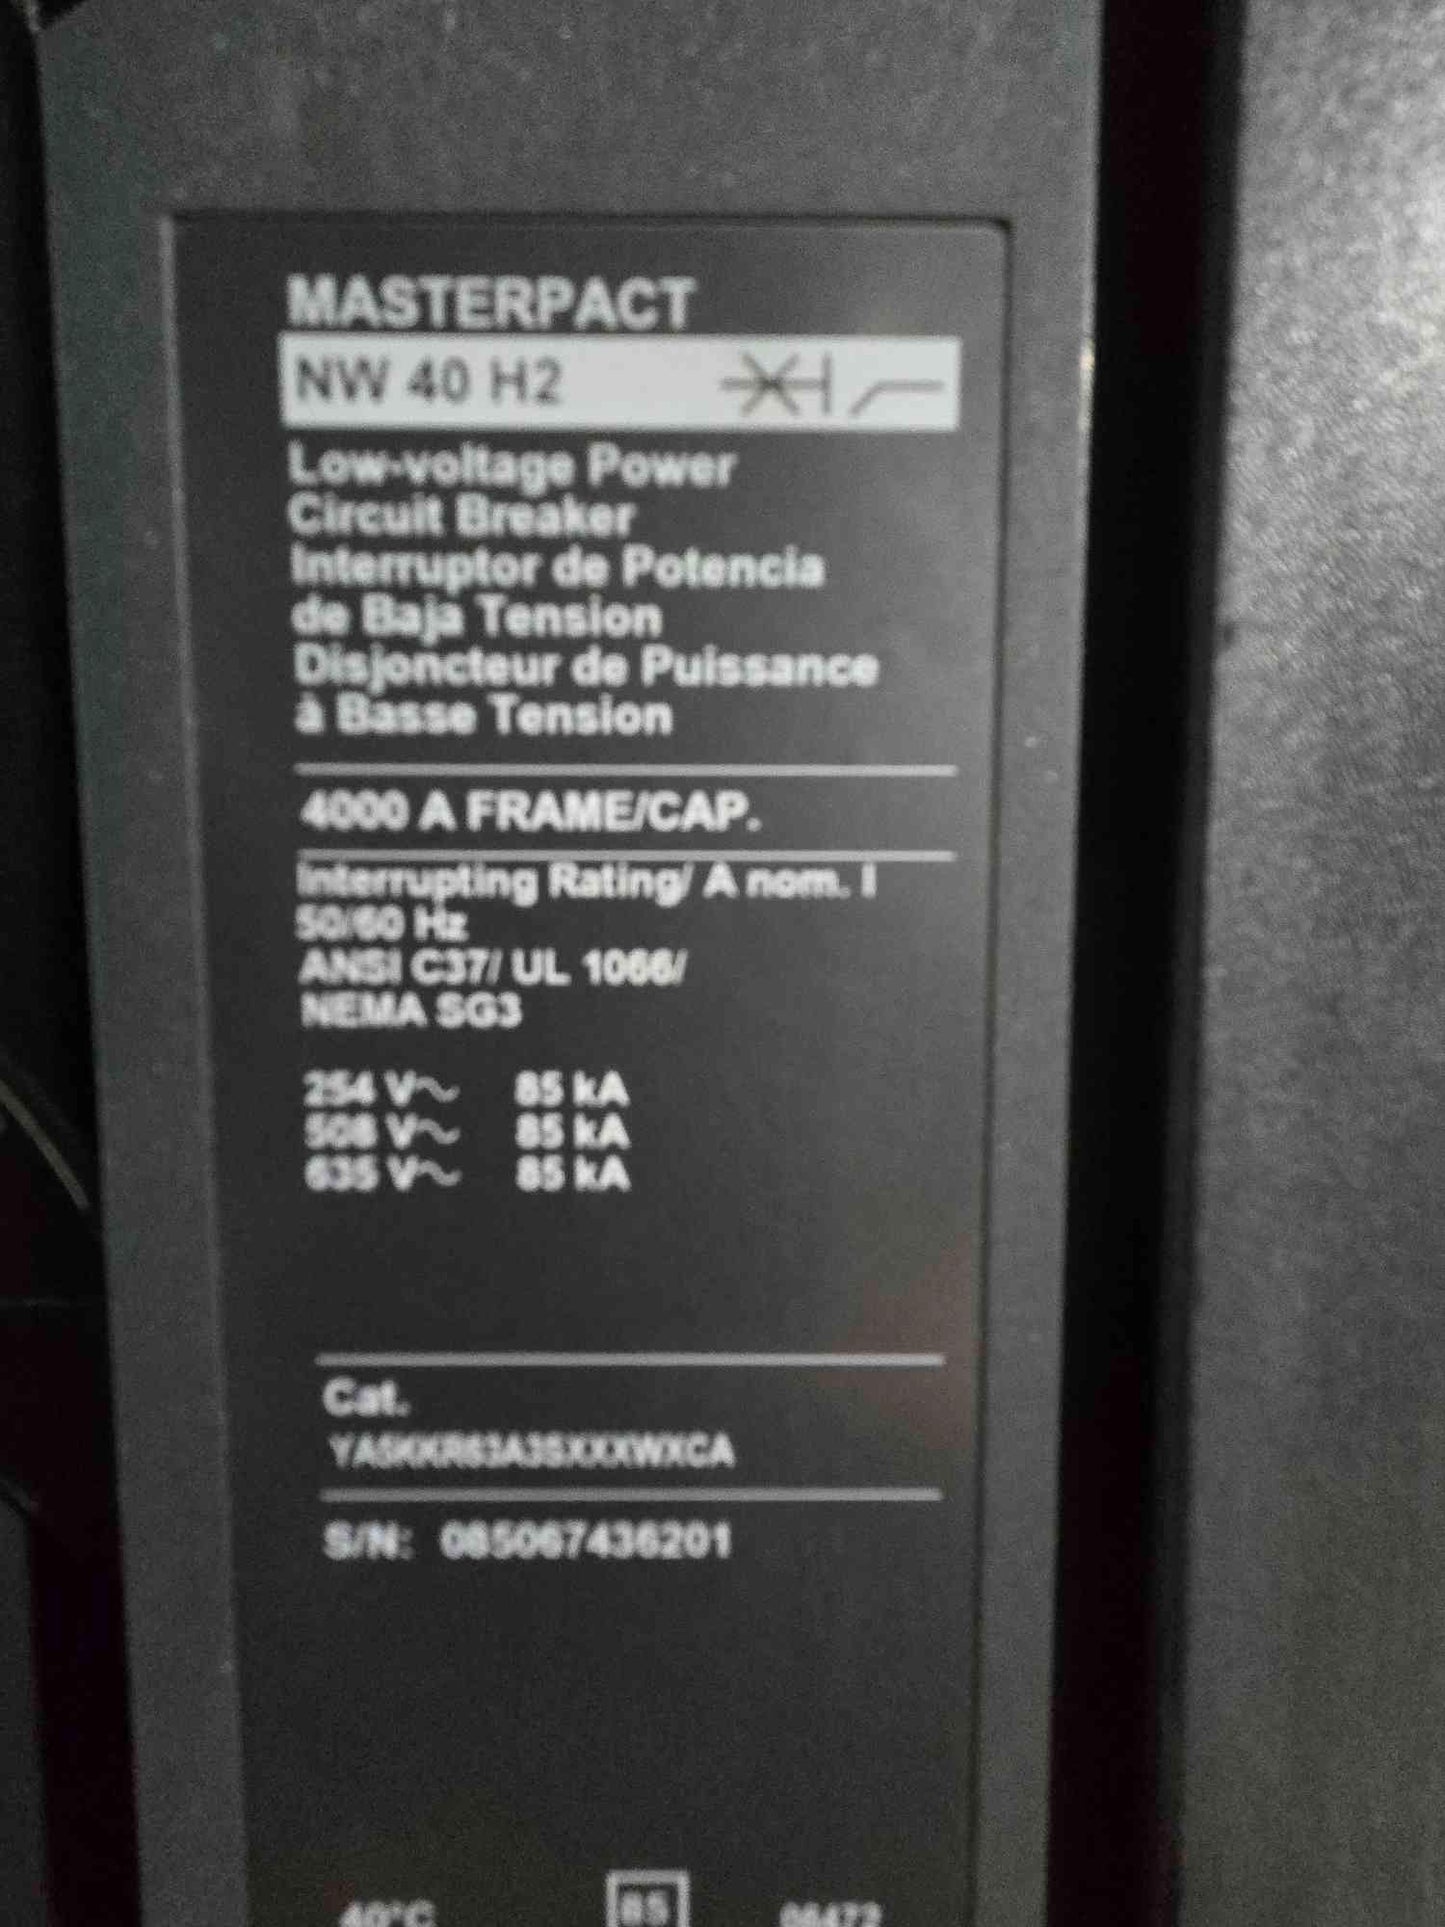 MASTERPACT
NW 40 H2
Low-voltage Power
Circuit Breaker
Interruptor de Potencia
de Baja Tension
Disjoncteur de Puissance
à Basse Tension
4000 A FRAME/CAP.
Interrupting Rating/ A nom. I
50/60 Hz
ANSI C37/ UL 1066/
NEMA SG3
254 V~ 85 kA
508 V~ 85 kA
635 V~ 85 kA
Cat.
S/N:
40°C